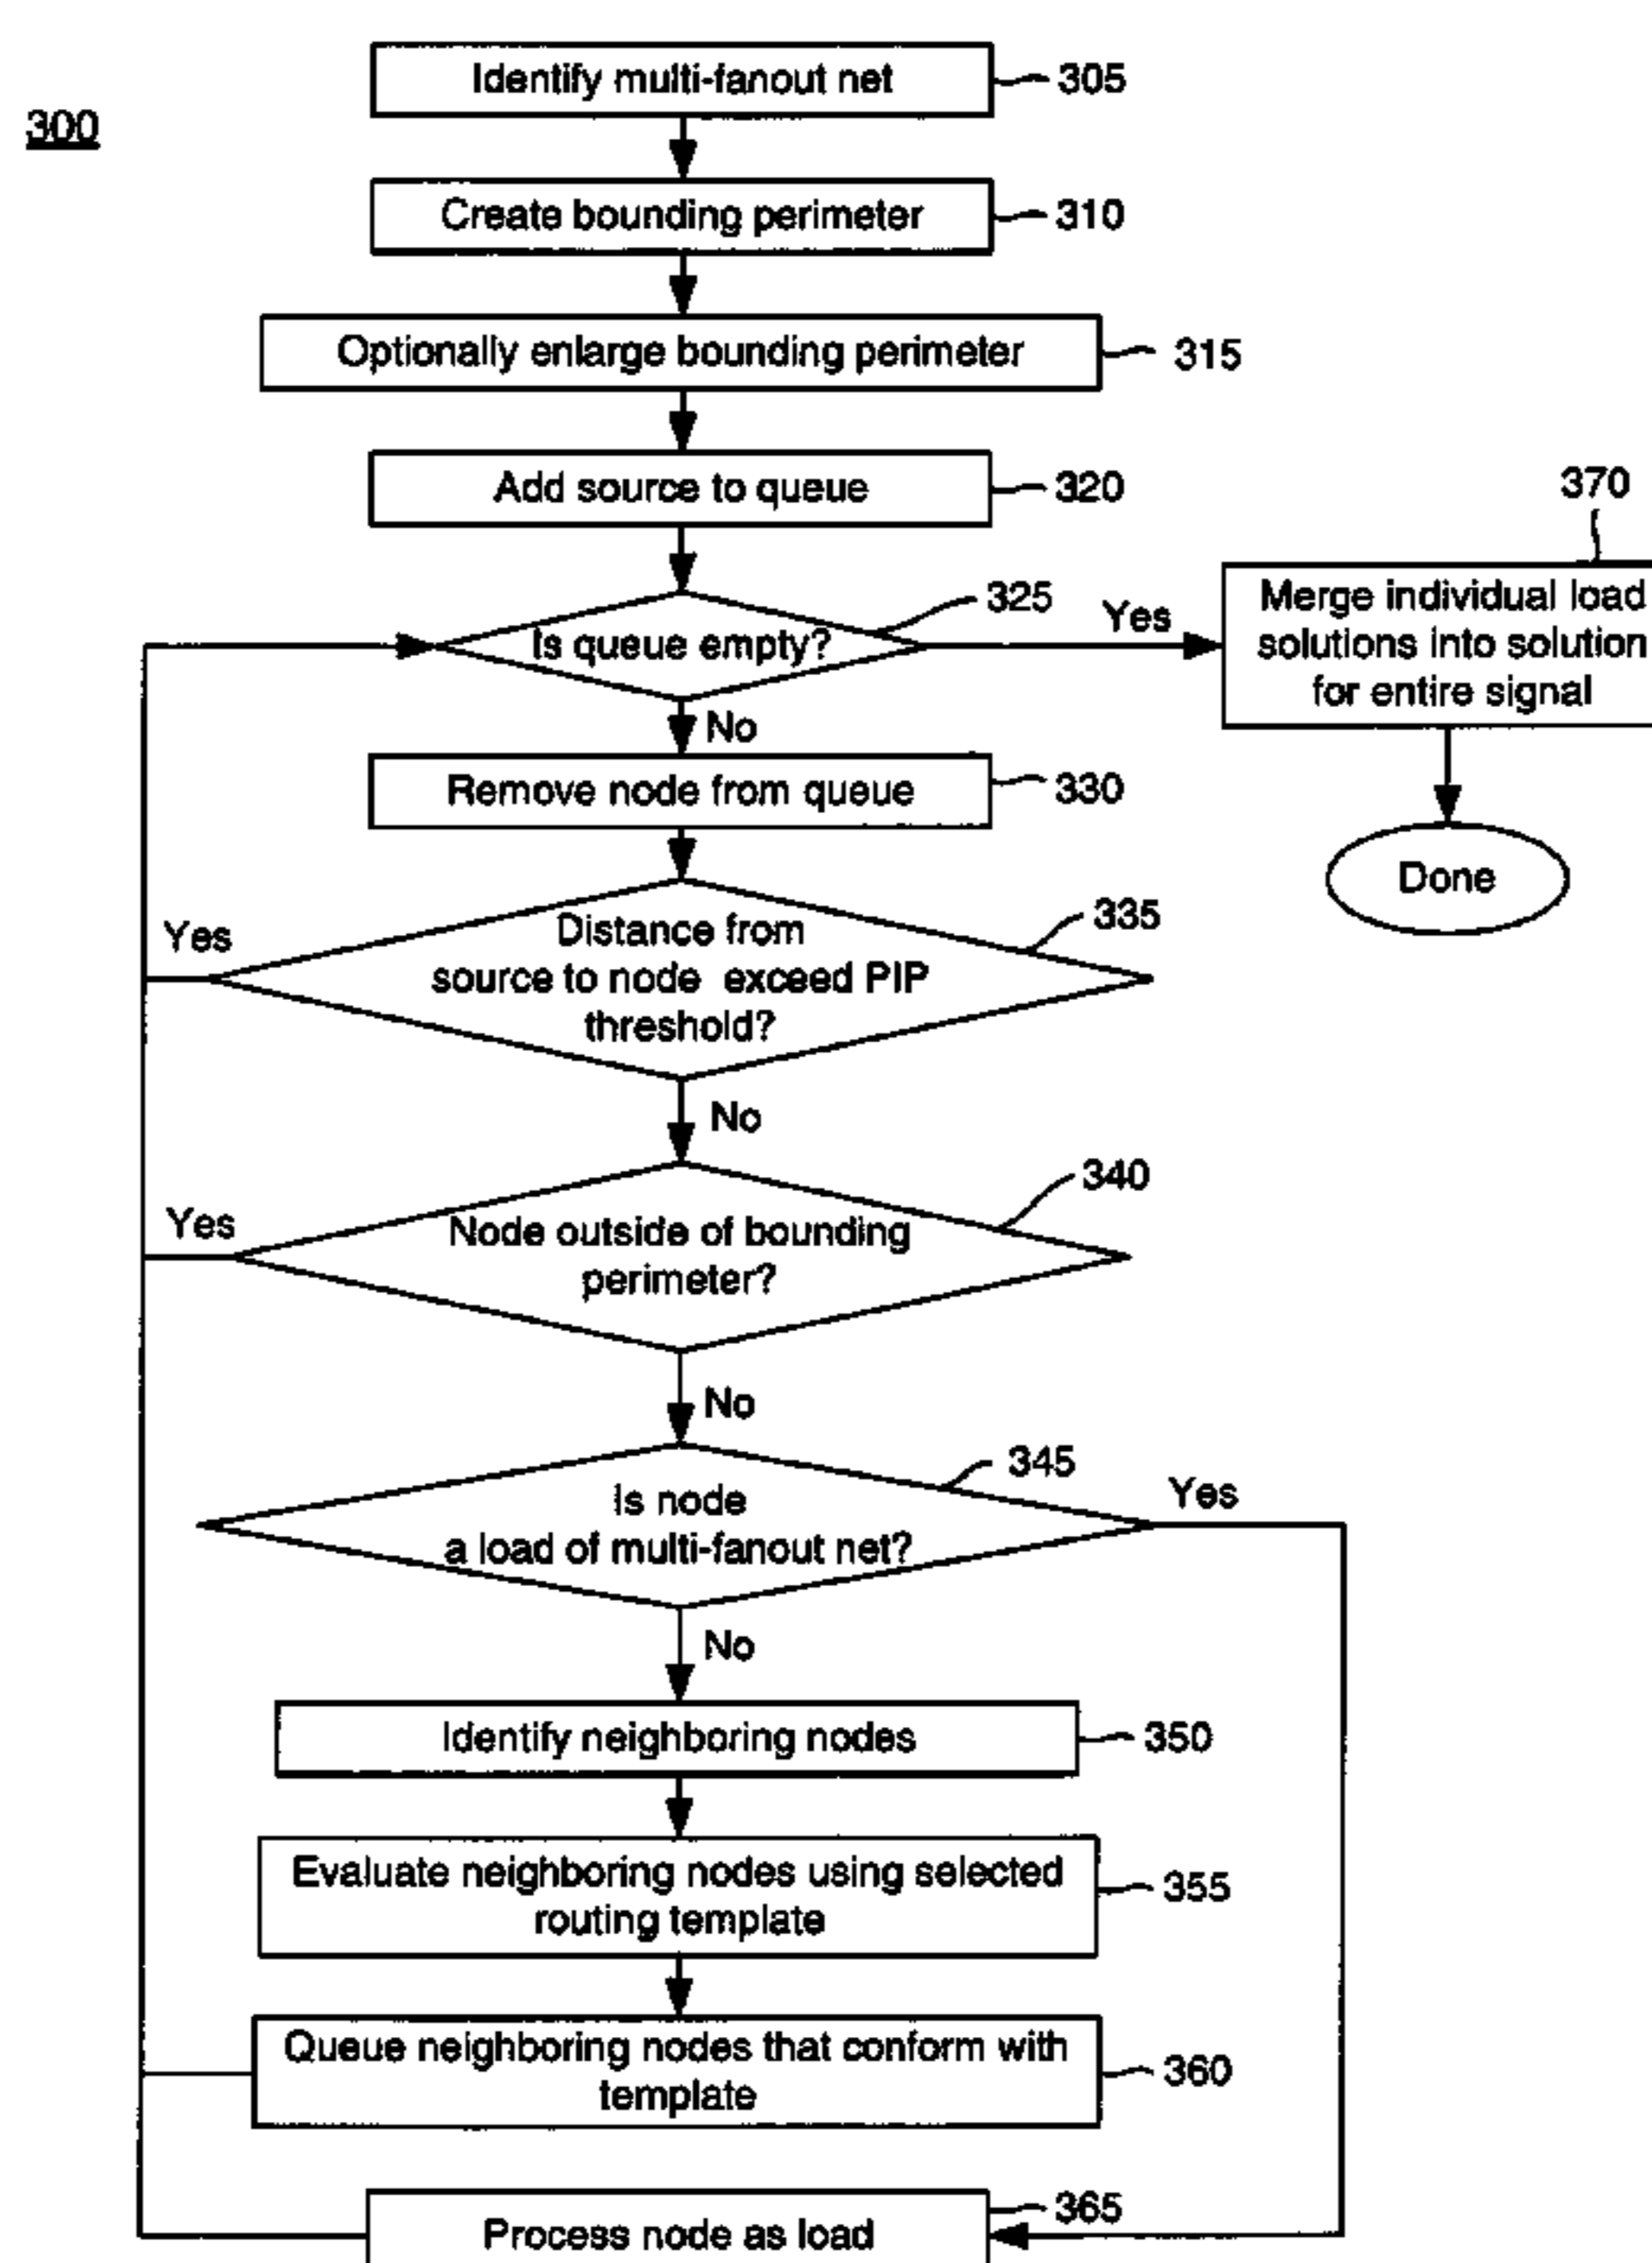 300
Identify multi-fanout net
305
Create bounding perimeter
310
Optionally enlarge bounding perimeter
315
Add source to queue
320
Is queue empty?
325
Yes
370
Merge individual load
solutions into solution
for entire signal
Done
No
Remove node from queue
330
Yes
Distance from
source to node exceed PIP
threshold?
335
No
Yes
Node outside of bounding
perimeter?
340
No
Is node
a load of multi-fanout net?
345
Yes
No
Identify neighboring nodes
350
Evaluate neighboring nodes using selected
routing template
355
Queue neighboring nodes that conform with
template
360
Process node as load
365